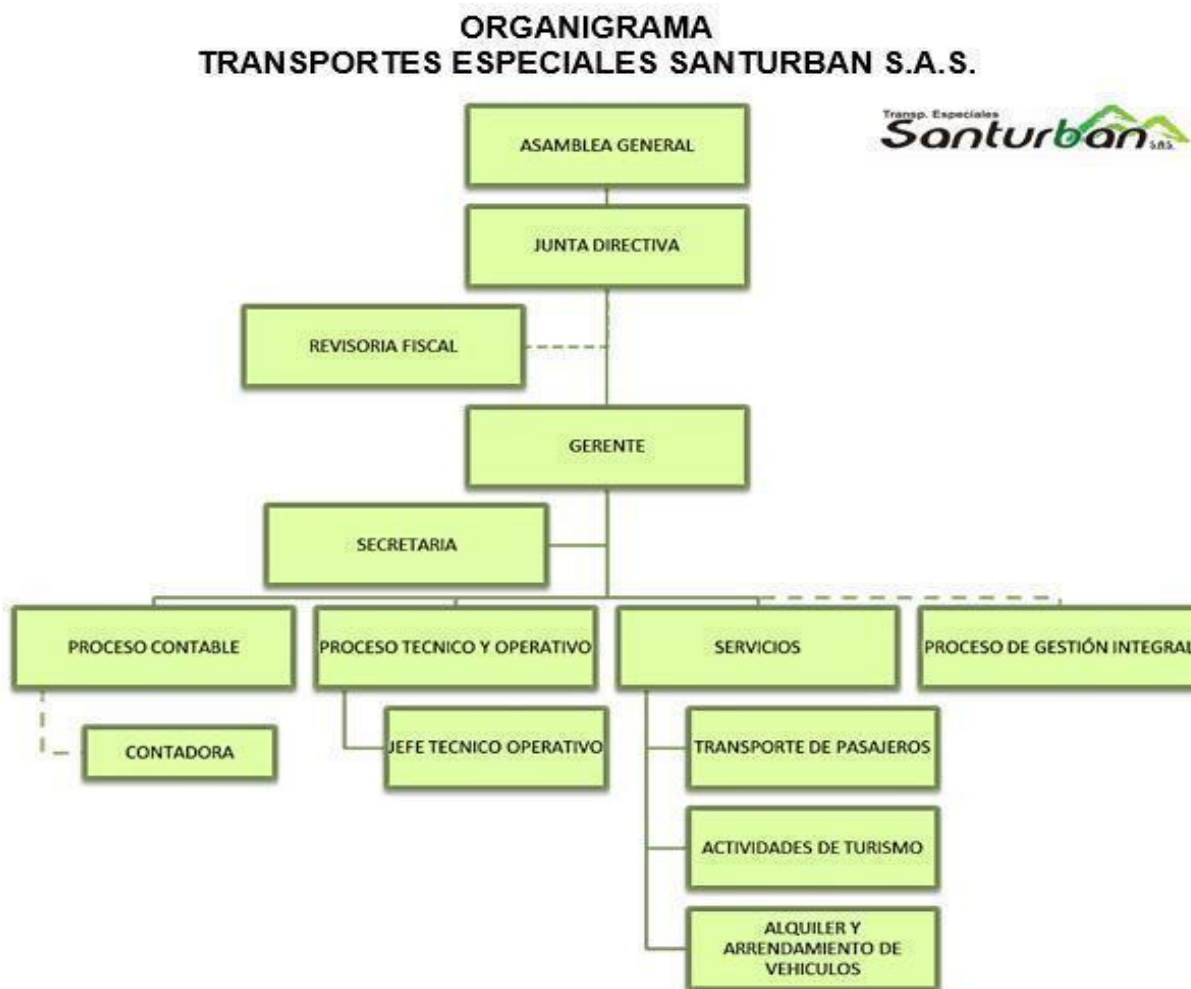 ORGANIGRAMA
TRANSPORTES ESPECIALES SANTURBAN S.A.S.
Transp. Especiales
Santurban S.A.S.
ASAMBLEA GENERAL
JUNTA DIRECTIVA
REVISORIA FISCAL
GERENTE
SECRETARIA
PROCESO CONTABLE
PROCESO TECNICO Y OPERATIVO
SERVICIOS
PROCESO DE GESTIÓN INTEGRAL
CONTADORA
JEFE TECNICO OPERATIVO
TRANSPORTE DE PASAJEROS
ACTIVIDADES DE TURISMO
ALQUILER Y
ARRENDAMIENTO DE
VEHICULOS